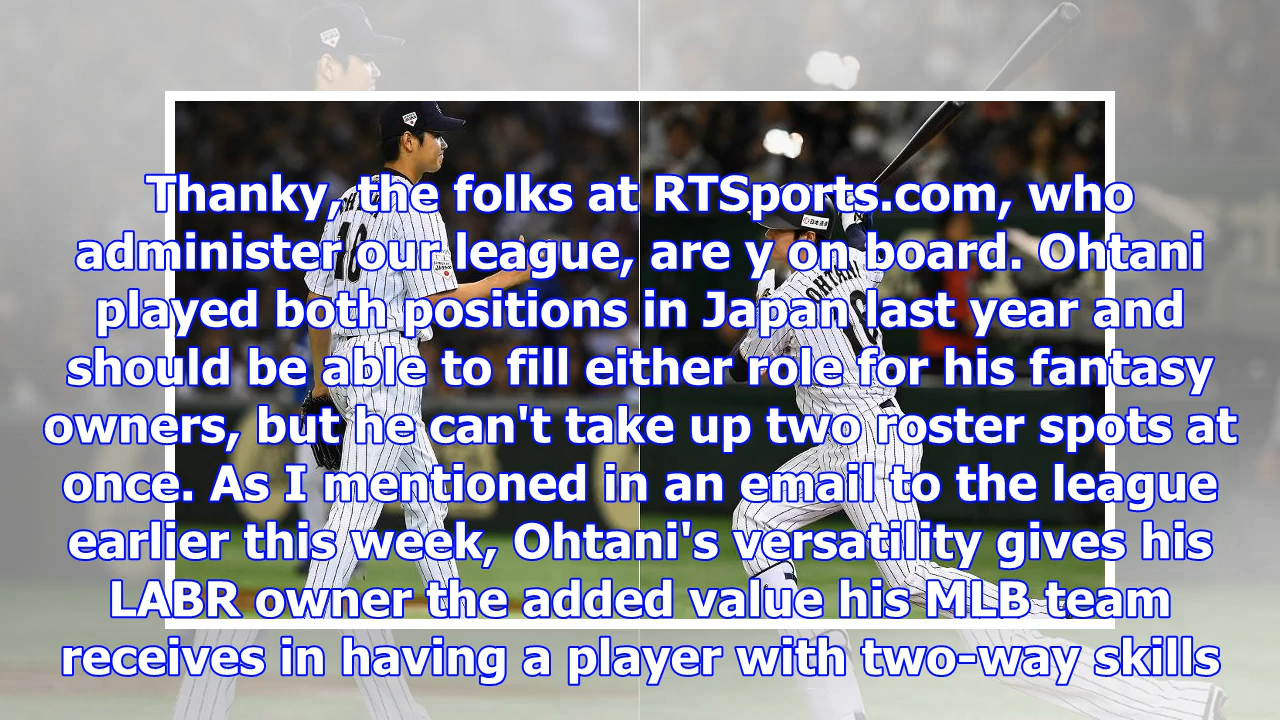 Thanky, the folks at RTSports.com, who
administer our league, are y on board. Ohtani
played both positions in Japan last year and
should be able to fill either role for his fantasy
owners, but he can't take up two roster spots at
once. As I mentioned in an email to the league
earlier this week, Ohtani's versatility gives his
LABR owner the added value his MLB team
receives in having a player with two-way skills
OHTANI
16